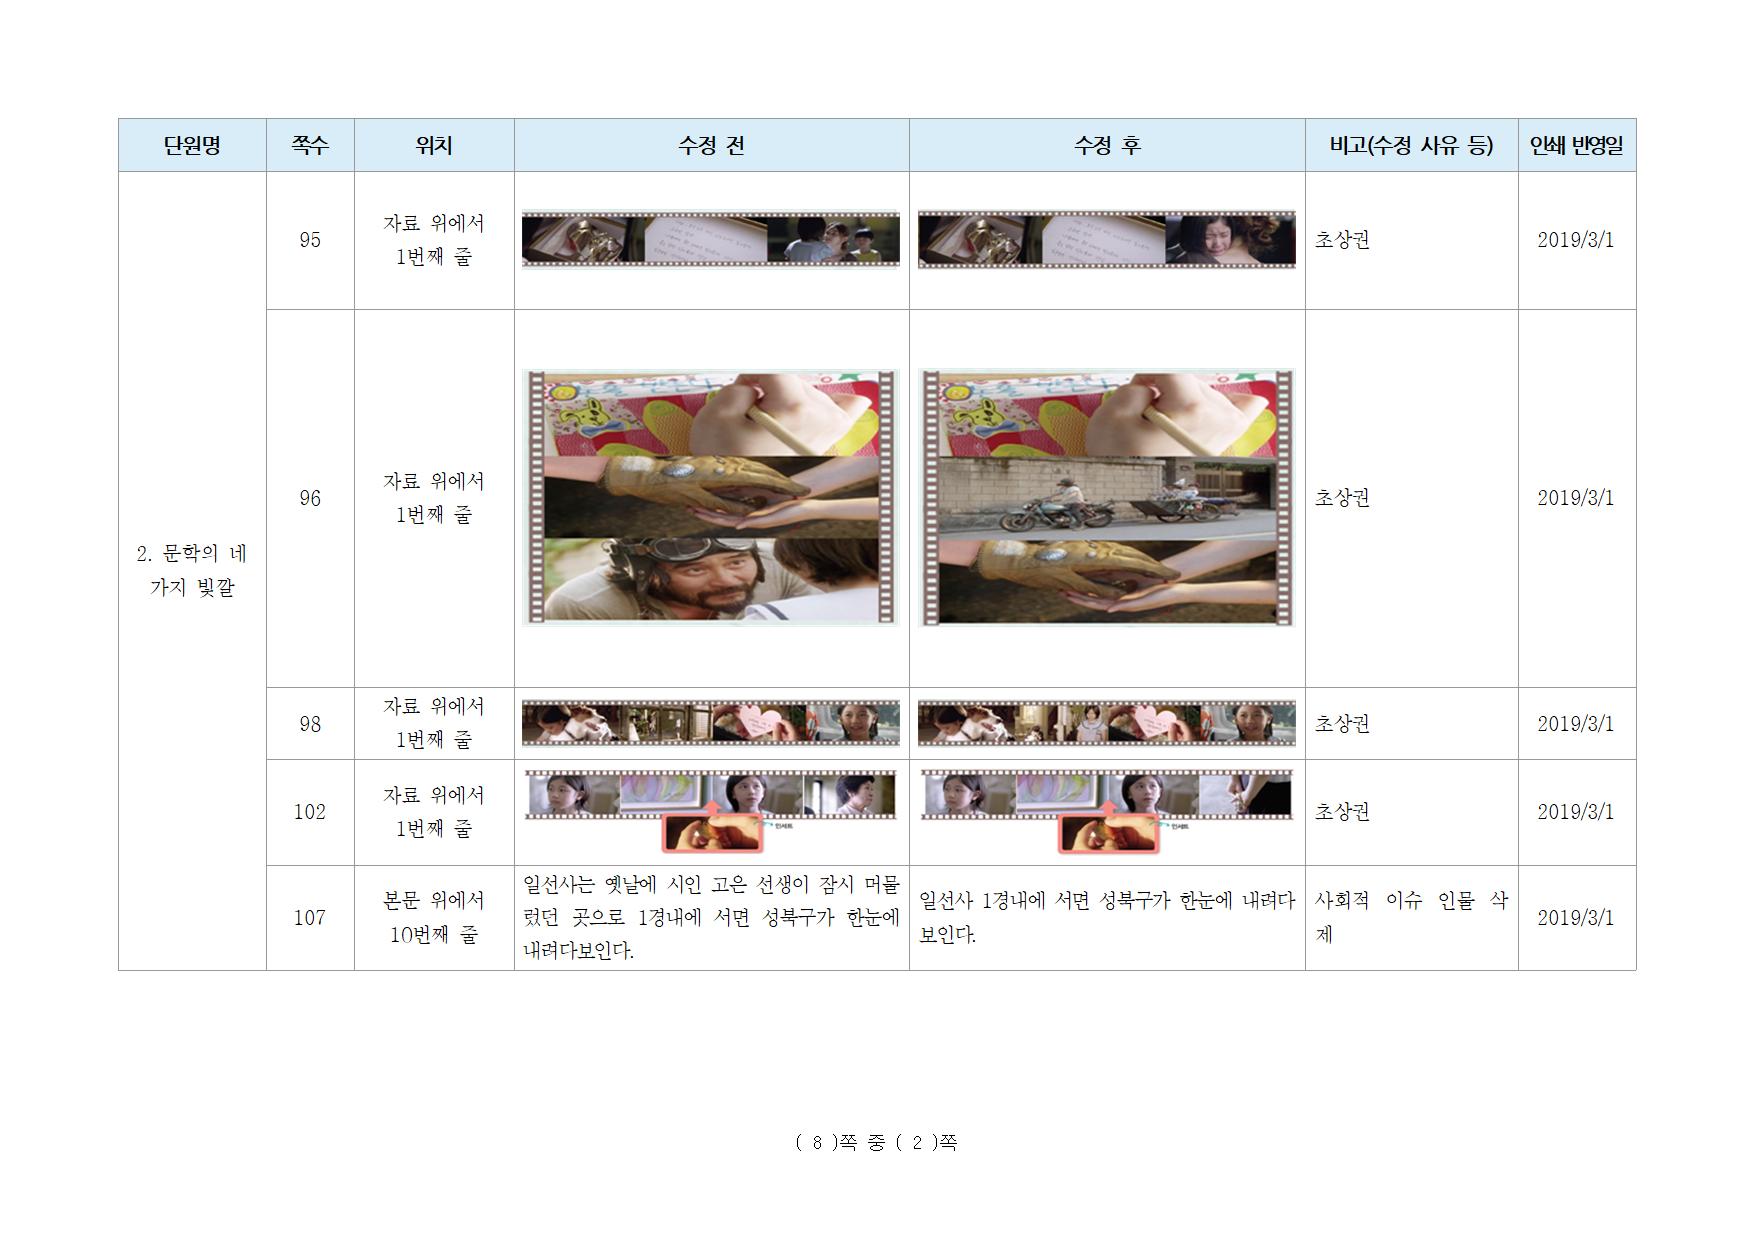 단원명 쪽수 위치 수정 전 수정 후 비고(수정 사유 등) 인쇄 반영일
2. 문학의 네
가지 빛깔
95
자료 위에서
1번째 줄
초상권
2019/3/1
96
자료 위에서
1번째 줄
초상권
2019/3/1
98
자료 위에서
1번째 줄
초상권
2019/3/1
102
자료 위에서
1번째 줄
인서트
인서트
초상권
2019/3/1
107
본문 위에서
10번째 줄
일선사는 옛날에 시인 고은 선생이 잠시 머물
렀던 곳으로 1경내에 서면 성북구가 한눈에
내려다보인다.
일선사 1경내에 서면 성북구가 한눈에 내려다
보인다.
사회적 이슈 인물 삭
제
2019/3/1
( 8 )쪽 중 ( 2 )쪽